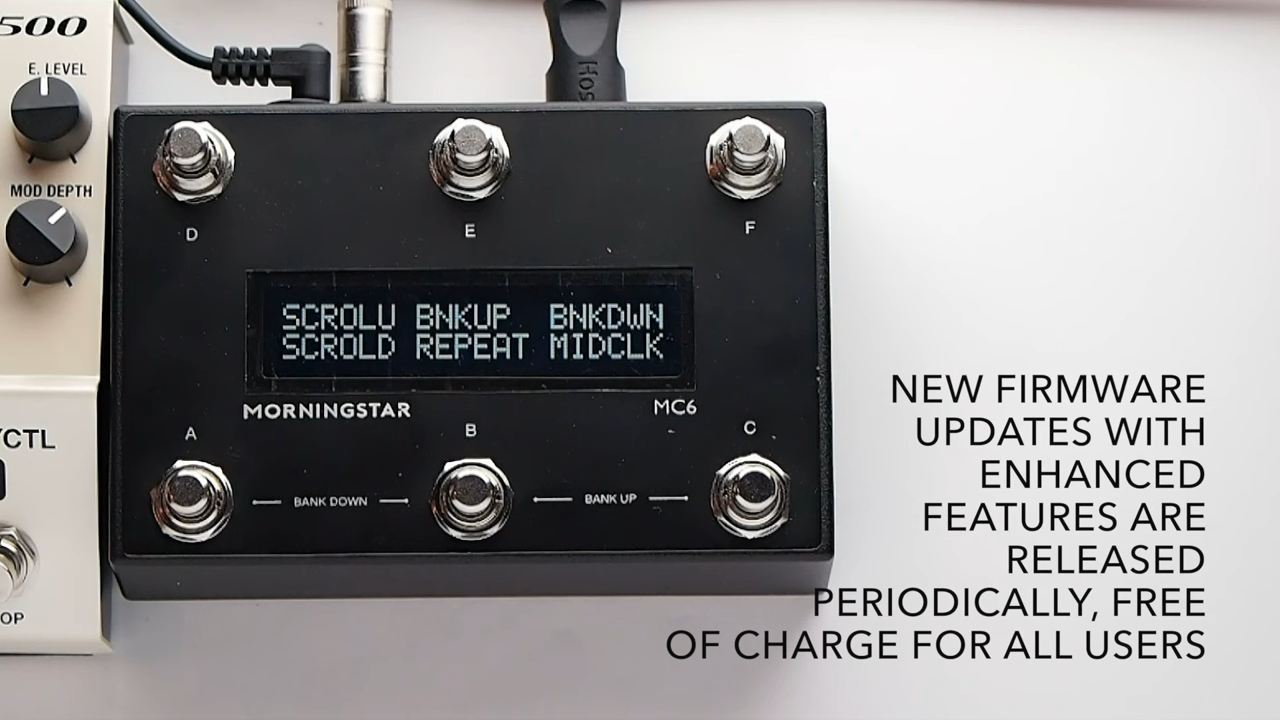 500
E. LEVEL
MOD DEPTH
/CTL
OP
HOS
D
E
F
SCROLU BNKUP BNKDWN
SCROLD REPEAT MIDCLK
MORNINGSTAR
MC6
A
B
C
BANK DOWN
BANK UP
NEW FIRMWARE
UPDATES WITH
ENHANCED
FEATURES ARE
RELEASED
PERIODICALLY, FREE
OF CHARGE FOR ALL USERS